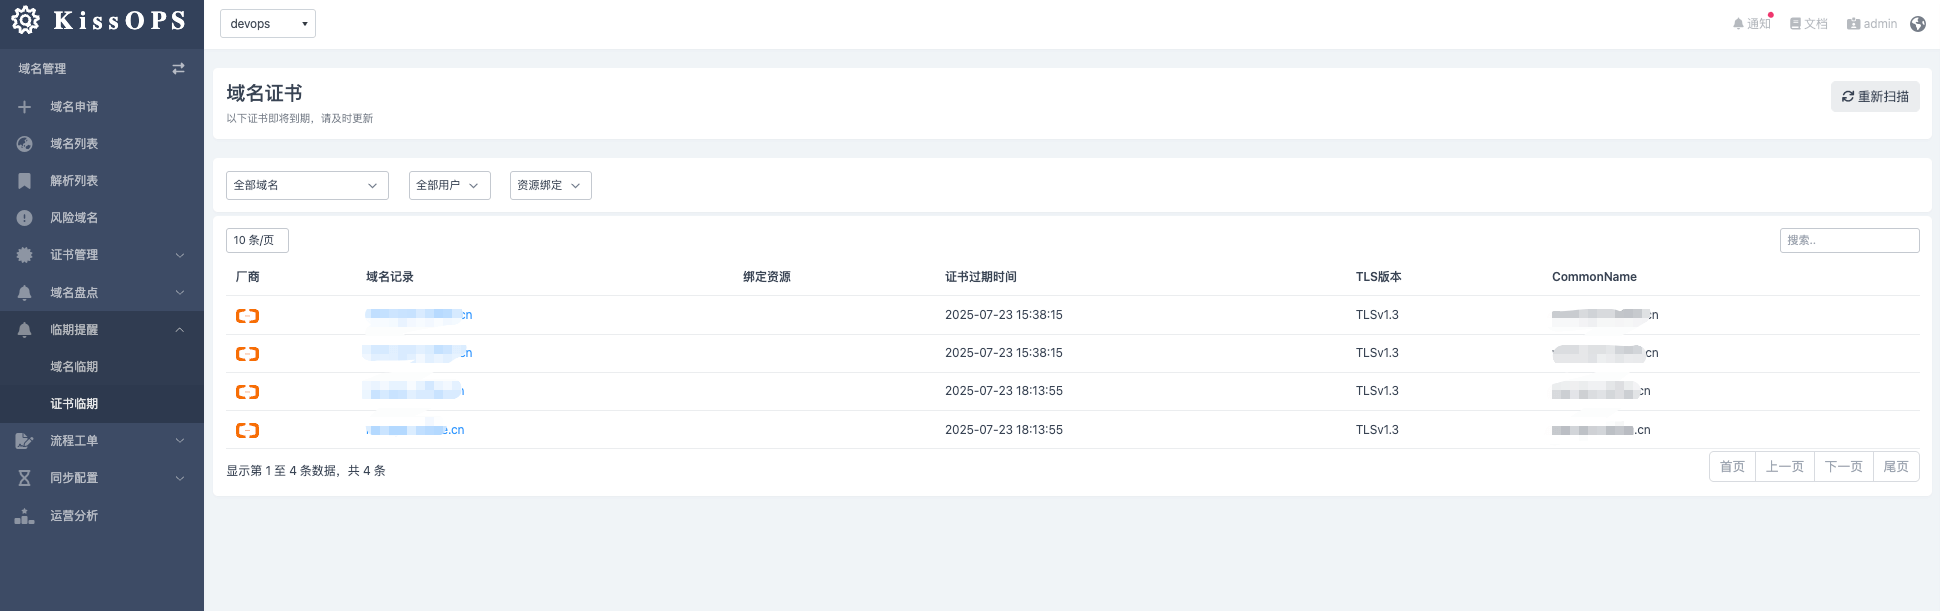 KissOPS
devops
通知
文档
admin
域名管理
域名申请
域名列表
解析列表
风险域名
证书管理
域名盘点
临期提醒
域名临期
证书临期
流程工单
同步配置
运营分析
域名证书
以下证书即将到期，请及时更新
重新扫描
全部域名
全部用户
资源绑定
10 条/页
搜索..
厂商 域名记录 绑定资源 证书过期时间 TLS版本 CommonName
cn 2025-07-23 15:38:15 TLSv1.3 cn
cn 2025-07-23 15:38:15 TLSv1.3 cn
2025-07-23 18:13:55 TLSv1.3 cn
.cn 2025-07-23 18:13:55 TLSv1.3 .cn
显示第 1 至 4 条数据，共 4 条
首页 上一页 下一页 尾页